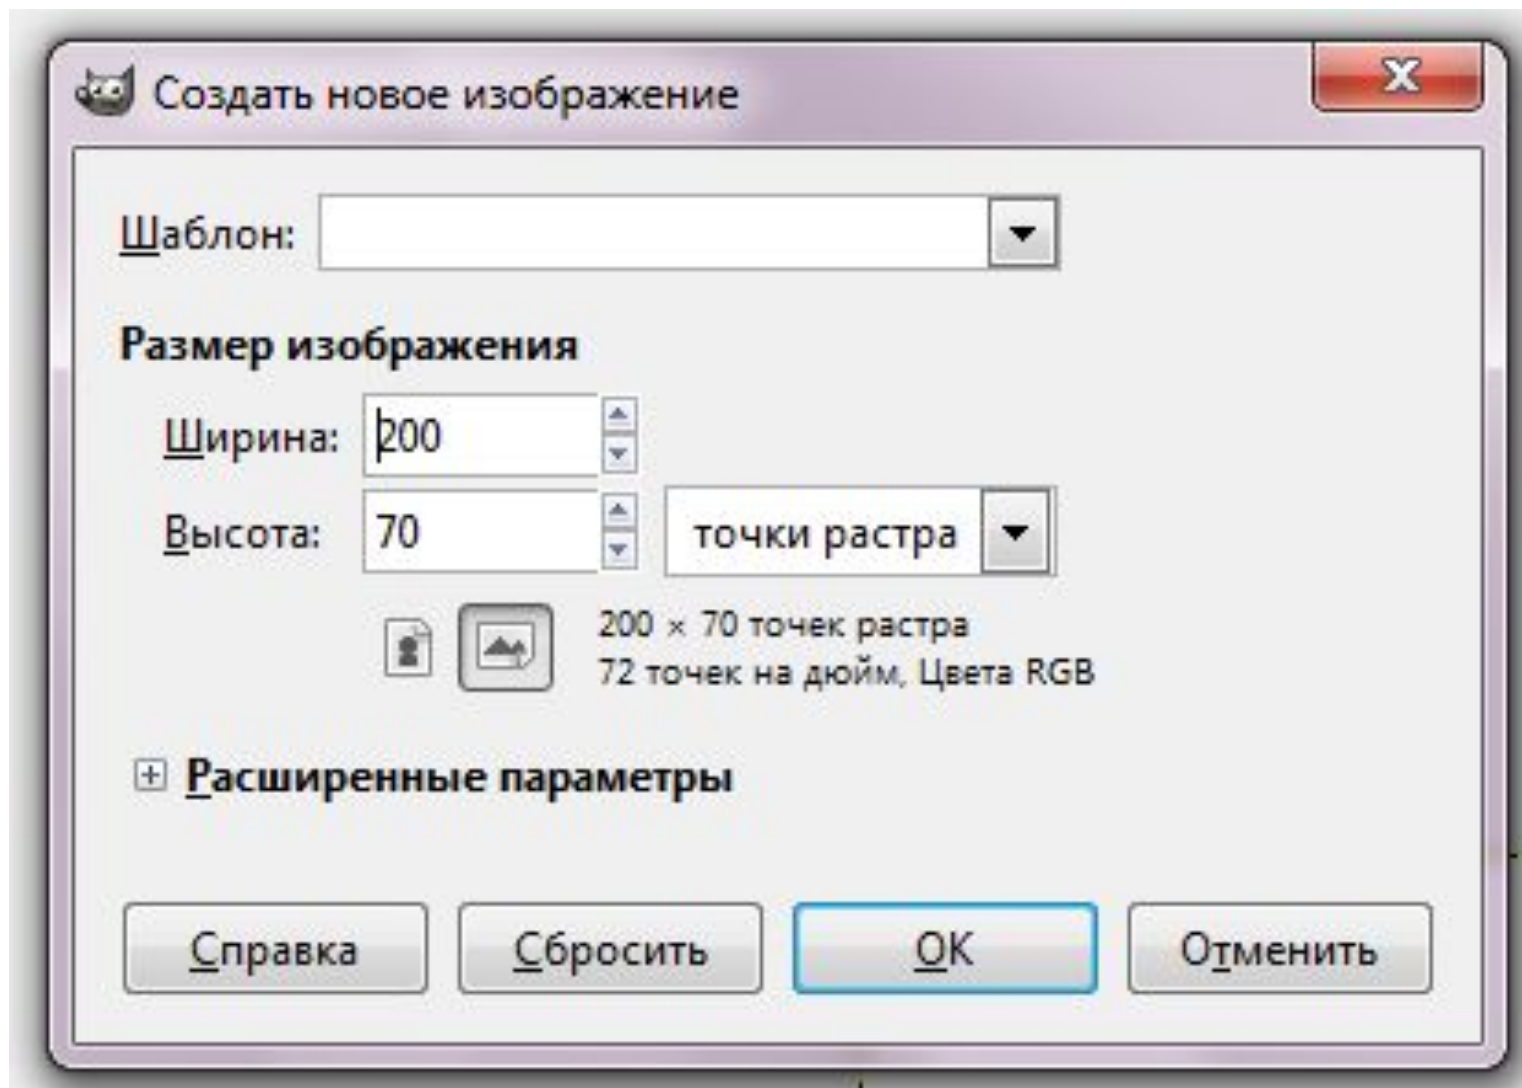 Создать новое изображение
Шаблон:
Размер изображения
Ширина: 200
Высота: 70 точки растра
200 × 70 точек растра
72 точек на дюйм, Цвета RGB
Расширенные параметры
Справка Сбросить OK Отменить